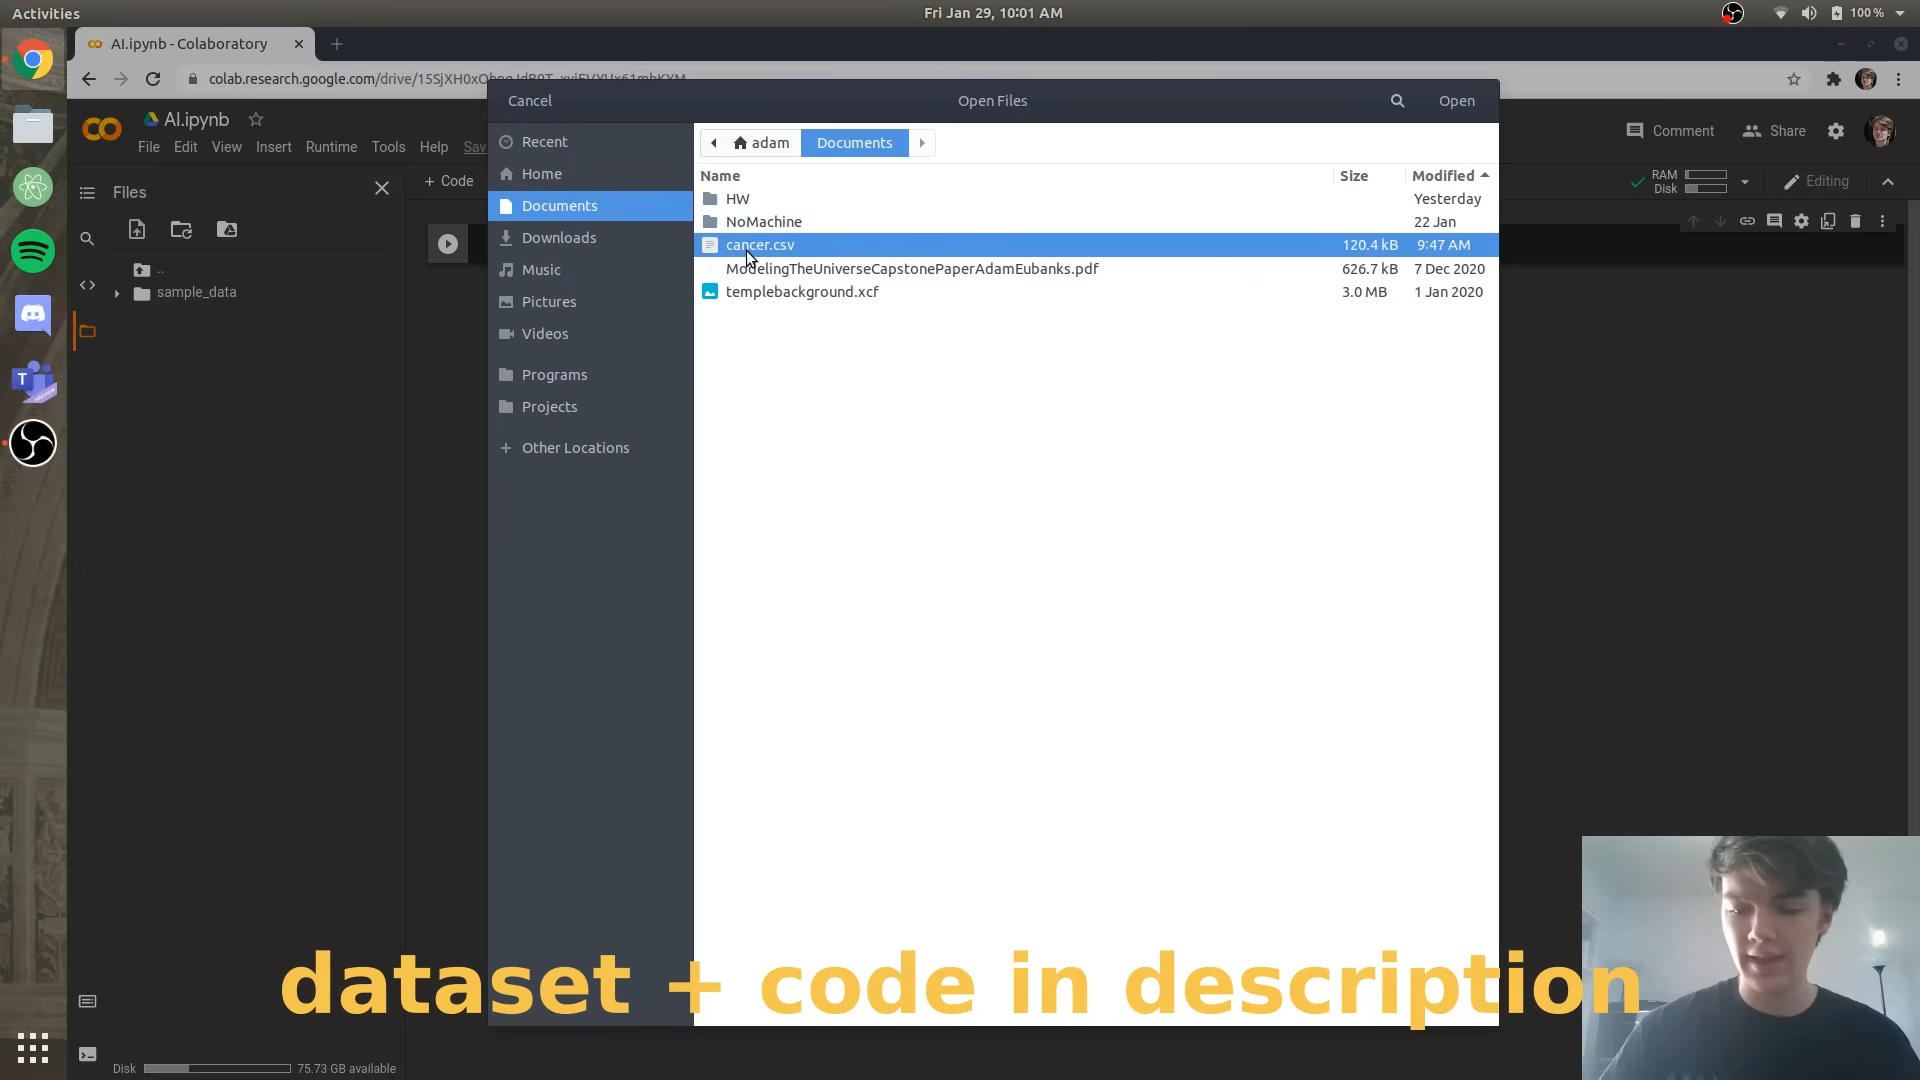 Activities
Fri Jan 29, 10:01 AM
100 %
AI.ipynb - Colaboratory
colab.research.google.com/drive/
Cancel
Open Files
Open
AI.ipynb
File Edit View Insert Runtime Tools Help Sav
Comment
Share
Files
+ Code
RAM
Disk
Editing
..
sample_data
Recent
Home
Documents
Downloads
Music
Pictures
Videos
Programs
Projects
+ Other Locations
adam
Documents
Name Size Modified
HW Yesterday
NoMachine 22 Jan
cancer.csv 120.4 kB 9:47 AM
ModelingTheUniverseCapstonePaperAdamEubanks.pdf 626.7 kB 7 Dec 2020
templebackground.xcf 3.0 MB 1 Jan 2020
T
PREVIEW
dataset + code in description
Disk 75.73 GB available